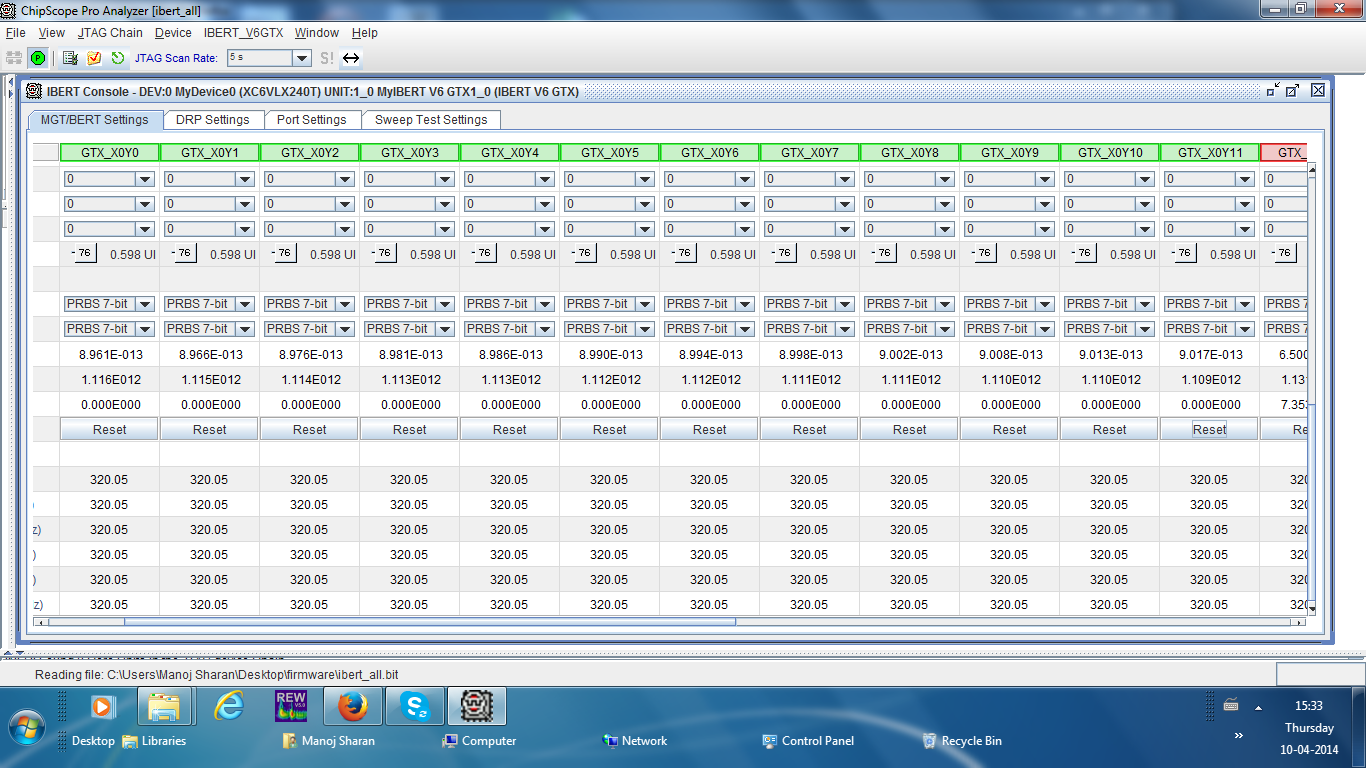 ChipScope Pro Analyzer [ibert_all]
File View JTAG Chain Device IBERT_V6GTX Window Help
JTAG Scan Rate: 5 s S!
IBERT Console - DEV:0 MyDevice0 (XC6VLX240T) UNIT:1_0 MyIBERT V6 GTX1_0 (IBERT V6 GTX)
MGT/BERT Settings DRP Settings Port Settings Sweep Test Settings
GTX_X0Y0 GTX_X0Y1 GTX_X0Y2 GTX_X0Y3 GTX_X0Y4 GTX_X0Y5 GTX_X0Y6 GTX_X0Y7 GTX_X0Y8 GTX_X0Y9 GTX_X0Y10 GTX_X0Y11 GTX_
0 0 0 0 0 0 0 0 0 0 0 0 0
0 0 0 0 0 0 0 0 0 0 0 0 0
0 0 0 0 0 0 0 0 0 0 0 0 0
- 76 0.598 UI - 76 0.598 UI - 76 0.598 UI - 76 0.598 UI - 76 0.598 UI - 76 0.598 UI - 76 0.598 UI - 76 0.598 UI - 76 0.598 UI - 76 0.598 UI - 76 0.598 UI - 76 0.598 UI - 76
PRBS 7-bit PRBS 7-bit PRBS 7-bit PRBS 7-bit PRBS 7-bit PRBS 7-bit PRBS 7-bit PRBS 7-bit PRBS 7-bit PRBS 7-bit PRBS 7-bit PRBS 7-bit PRBS 7
PRBS 7-bit PRBS 7-bit PRBS 7-bit PRBS 7-bit PRBS 7-bit PRBS 7-bit PRBS 7-bit PRBS 7-bit PRBS 7-bit PRBS 7-bit PRBS 7-bit PRBS 7-bit PRBS 7
8.961E-013 8.966E-013 8.976E-013 8.981E-013 8.986E-013 8.990E-013 8.994E-013 8.998E-013 9.002E-013 9.008E-013 9.013E-013 9.017E-013 6.500
1.116E012 1.115E012 1.114E012 1.113E012 1.113E012 1.112E012 1.112E012 1.111E012 1.111E012 1.110E012 1.110E012 1.109E012 1.131
0.000E000 0.000E000 0.000E000 0.000E000 0.000E000 0.000E000 0.000E000 0.000E000 0.000E000 0.000E000 0.000E000 0.000E000 7.353
Reset Reset Reset Reset Reset Reset Reset Reset Reset Reset Reset Reset Re
320.05 320.05 320.05 320.05 320.05 320.05 320.05 320.05 320.05 320.05 320.05 320.05 320
) 320.05 320.05 320.05 320.05 320.05 320.05 320.05 320.05 320.05 320.05 320.05 320.05 320
z) 320.05 320.05 320.05 320.05 320.05 320.05 320.05 320.05 320.05 320.05 320.05 320.05 320
) 320.05 320.05 320.05 320.05 320.05 320.05 320.05 320.05 320.05 320.05 320.05 320.05 320
) 320.05 320.05 320.05 320.05 320.05 320.05 320.05 320.05 320.05 320.05 320.05 320.05 320
z) 320.05 320.05 320.05 320.05 320.05 320.05 320.05 320.05 320.05 320.05 320.05 320.05 320
Reading file: C:\Users\Manoj Sharan\Desktop\firmware\ibert_all.bit
REW
V5.0
15:33
Desktop Libraries Manoj Sharan Computer Network Control Panel Recycle Bin » Thursday
10-04-2014